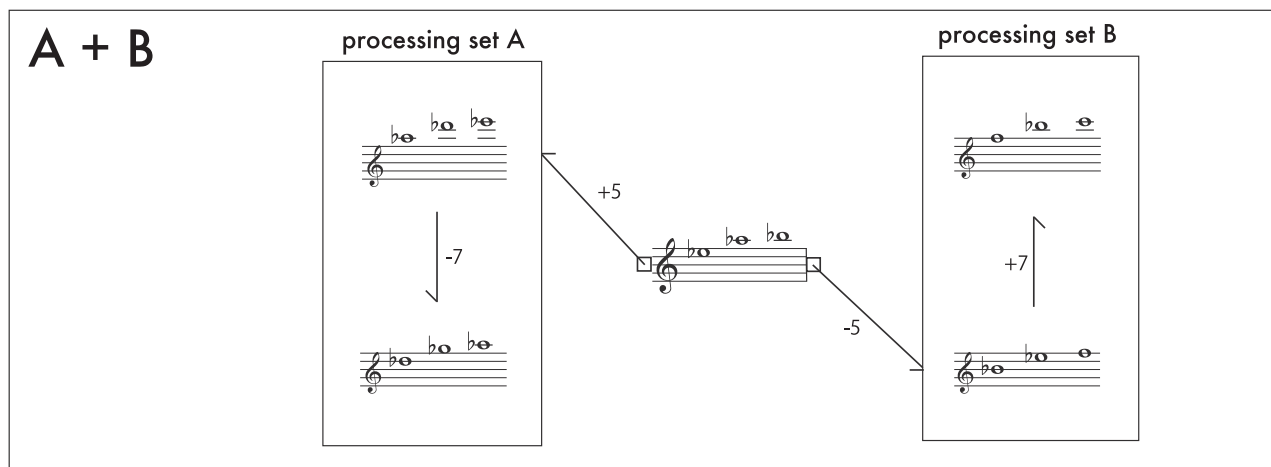 A + B
processing set A
processing set B
+5
-7
+7
-5